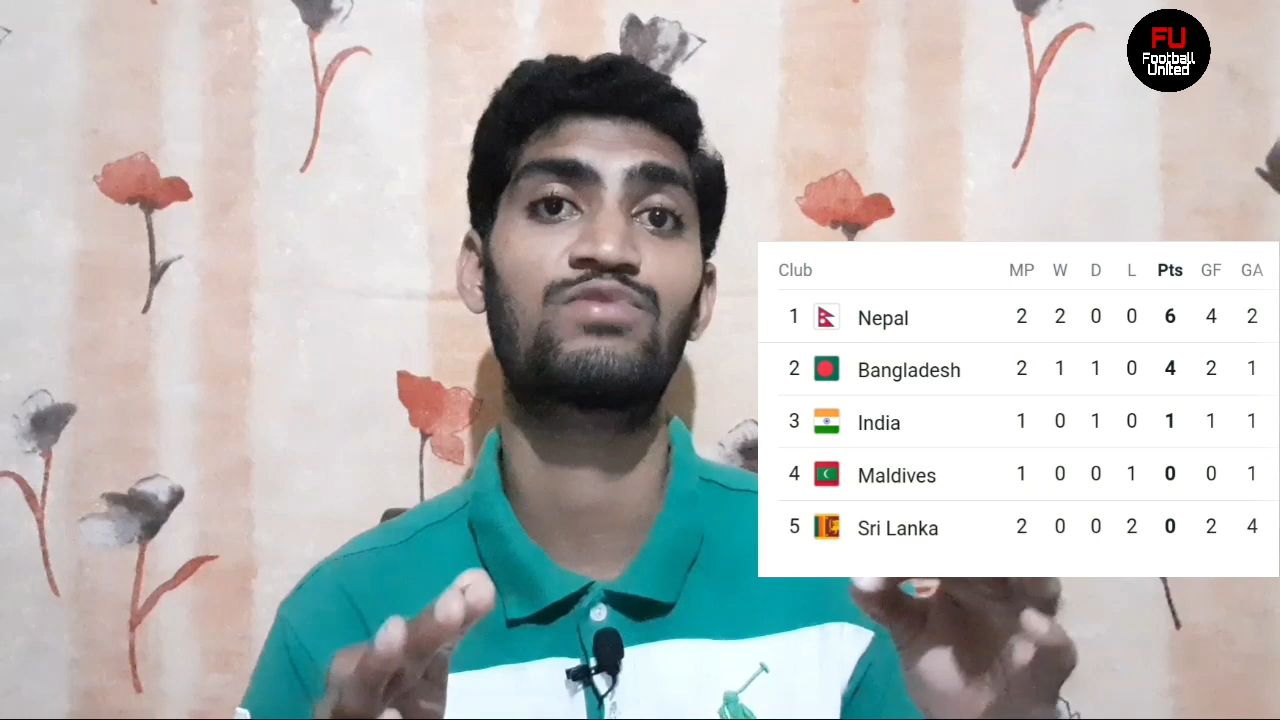 FU
Football
United
Club MP W D L Pts GF GA
1 Nepal 2 2 0 0 6 4 2
2 Bangladesh 2 1 1 0 4 2 1
3 India 1 0 1 0 1 1 1
4 Maldives 1 0 0 1 0 0 1
5 Sri Lanka 2 0 0 2 0 2 4